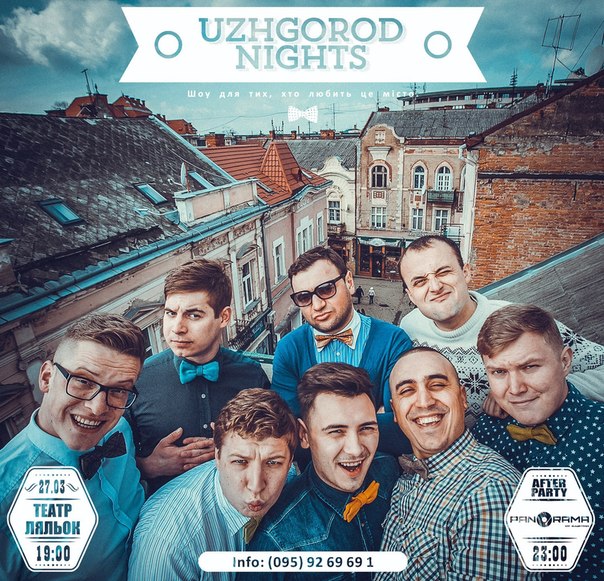 UZHGOROD
NIGHTS
Шоу для тих, хто любить це місто
27.03
ТЕАТР
ЛЯЛЬОК
19:00
Info: (095) 92 69 69 1
AFTER
PARTY
PANORAMA
23:00